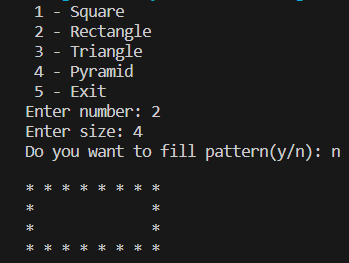 1 - Square
2 - Rectangle
3 - Triangle
4 - Pyramid
5 - Exit
Enter number: 2
Enter size: 4
Do you want to fill pattern(y/n): n
* * * * * * * *
*             *
*             *
* * * * * * * *